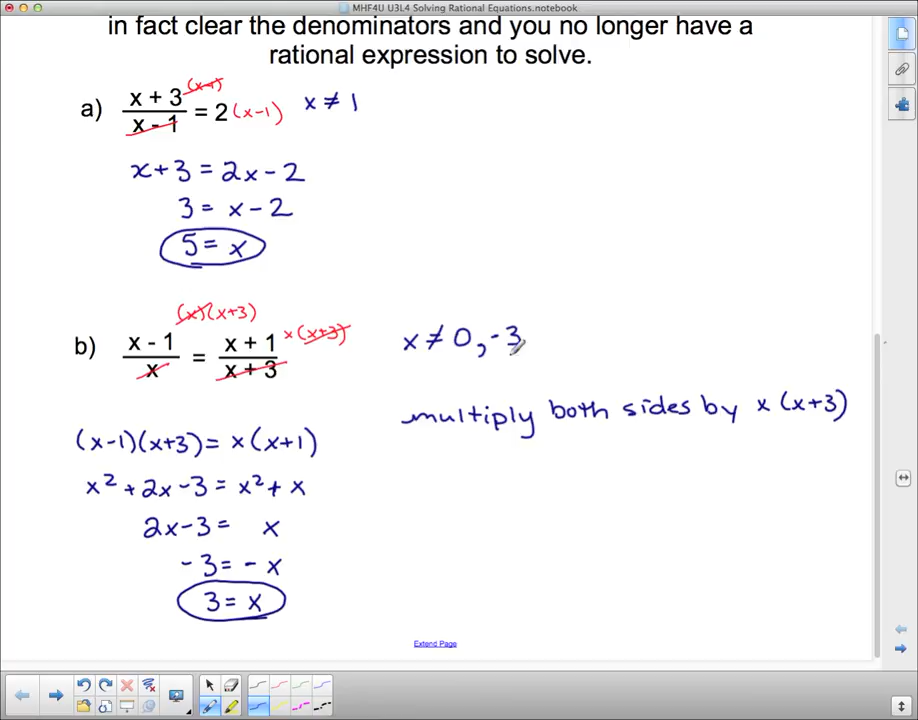 MHF4U U3L4 Solving Rational Equations.notebook
in fact clear the denominators and you no longer have a
rational expression to solve.
a) (x + 3)/(x - 1) (x-1) = 2 (x-1) x ≠ 1
x+3 = 2x - 2
3 = x - 2
5 = x
(x)(x+3)
b) (x - 1)/x = (x + 1)/(x + 3) x(x+3) x ≠ 0, -3
multiply both sides by x (x+3)
(x-1)(x+3) = x(x+1)
x² + 2x - 3 = x² + x
2x - 3 = x
-3 = - x
3 = x
Extend Page